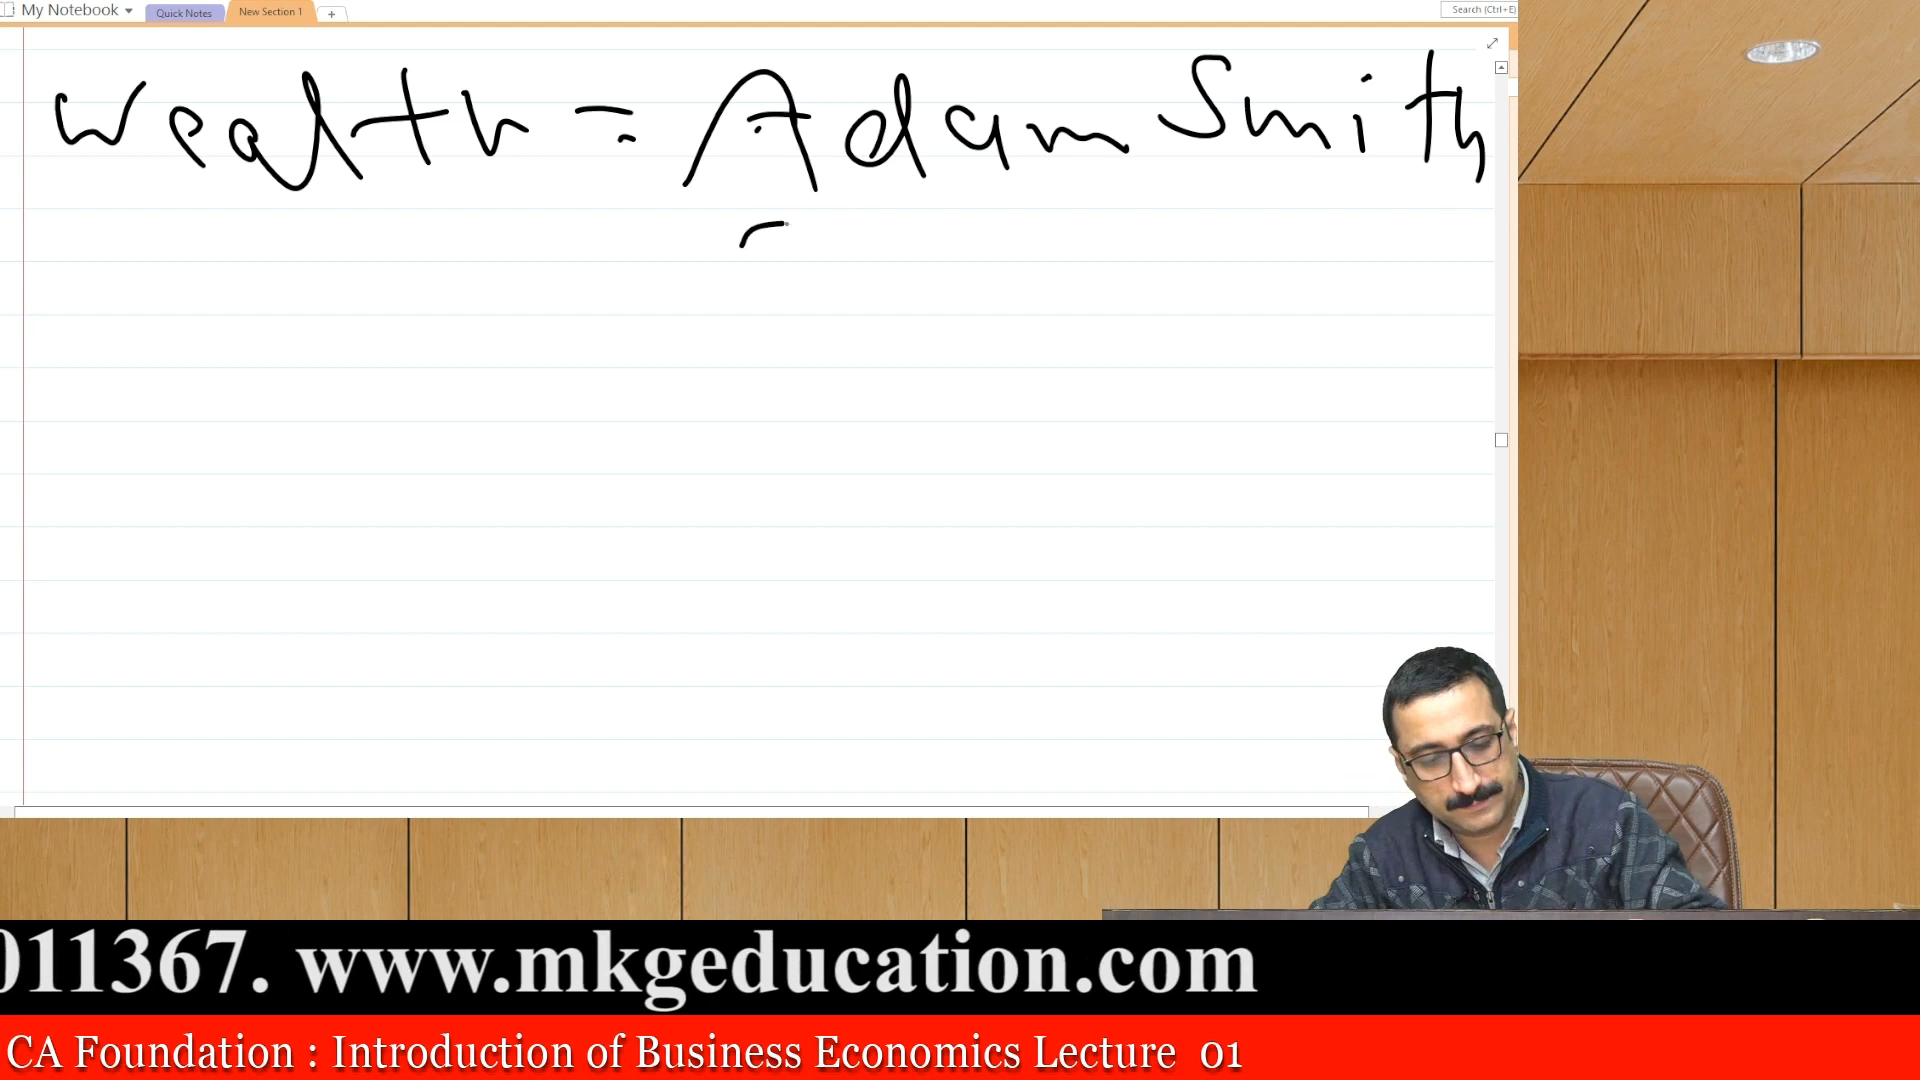 My Notebook Quick Notes New Section 1 + Search (Ctrl+E)
Wealth = Adam Smith
011367. www.mkgeducation.com
CA Foundation : Introduction of Business Economics Lecture 01